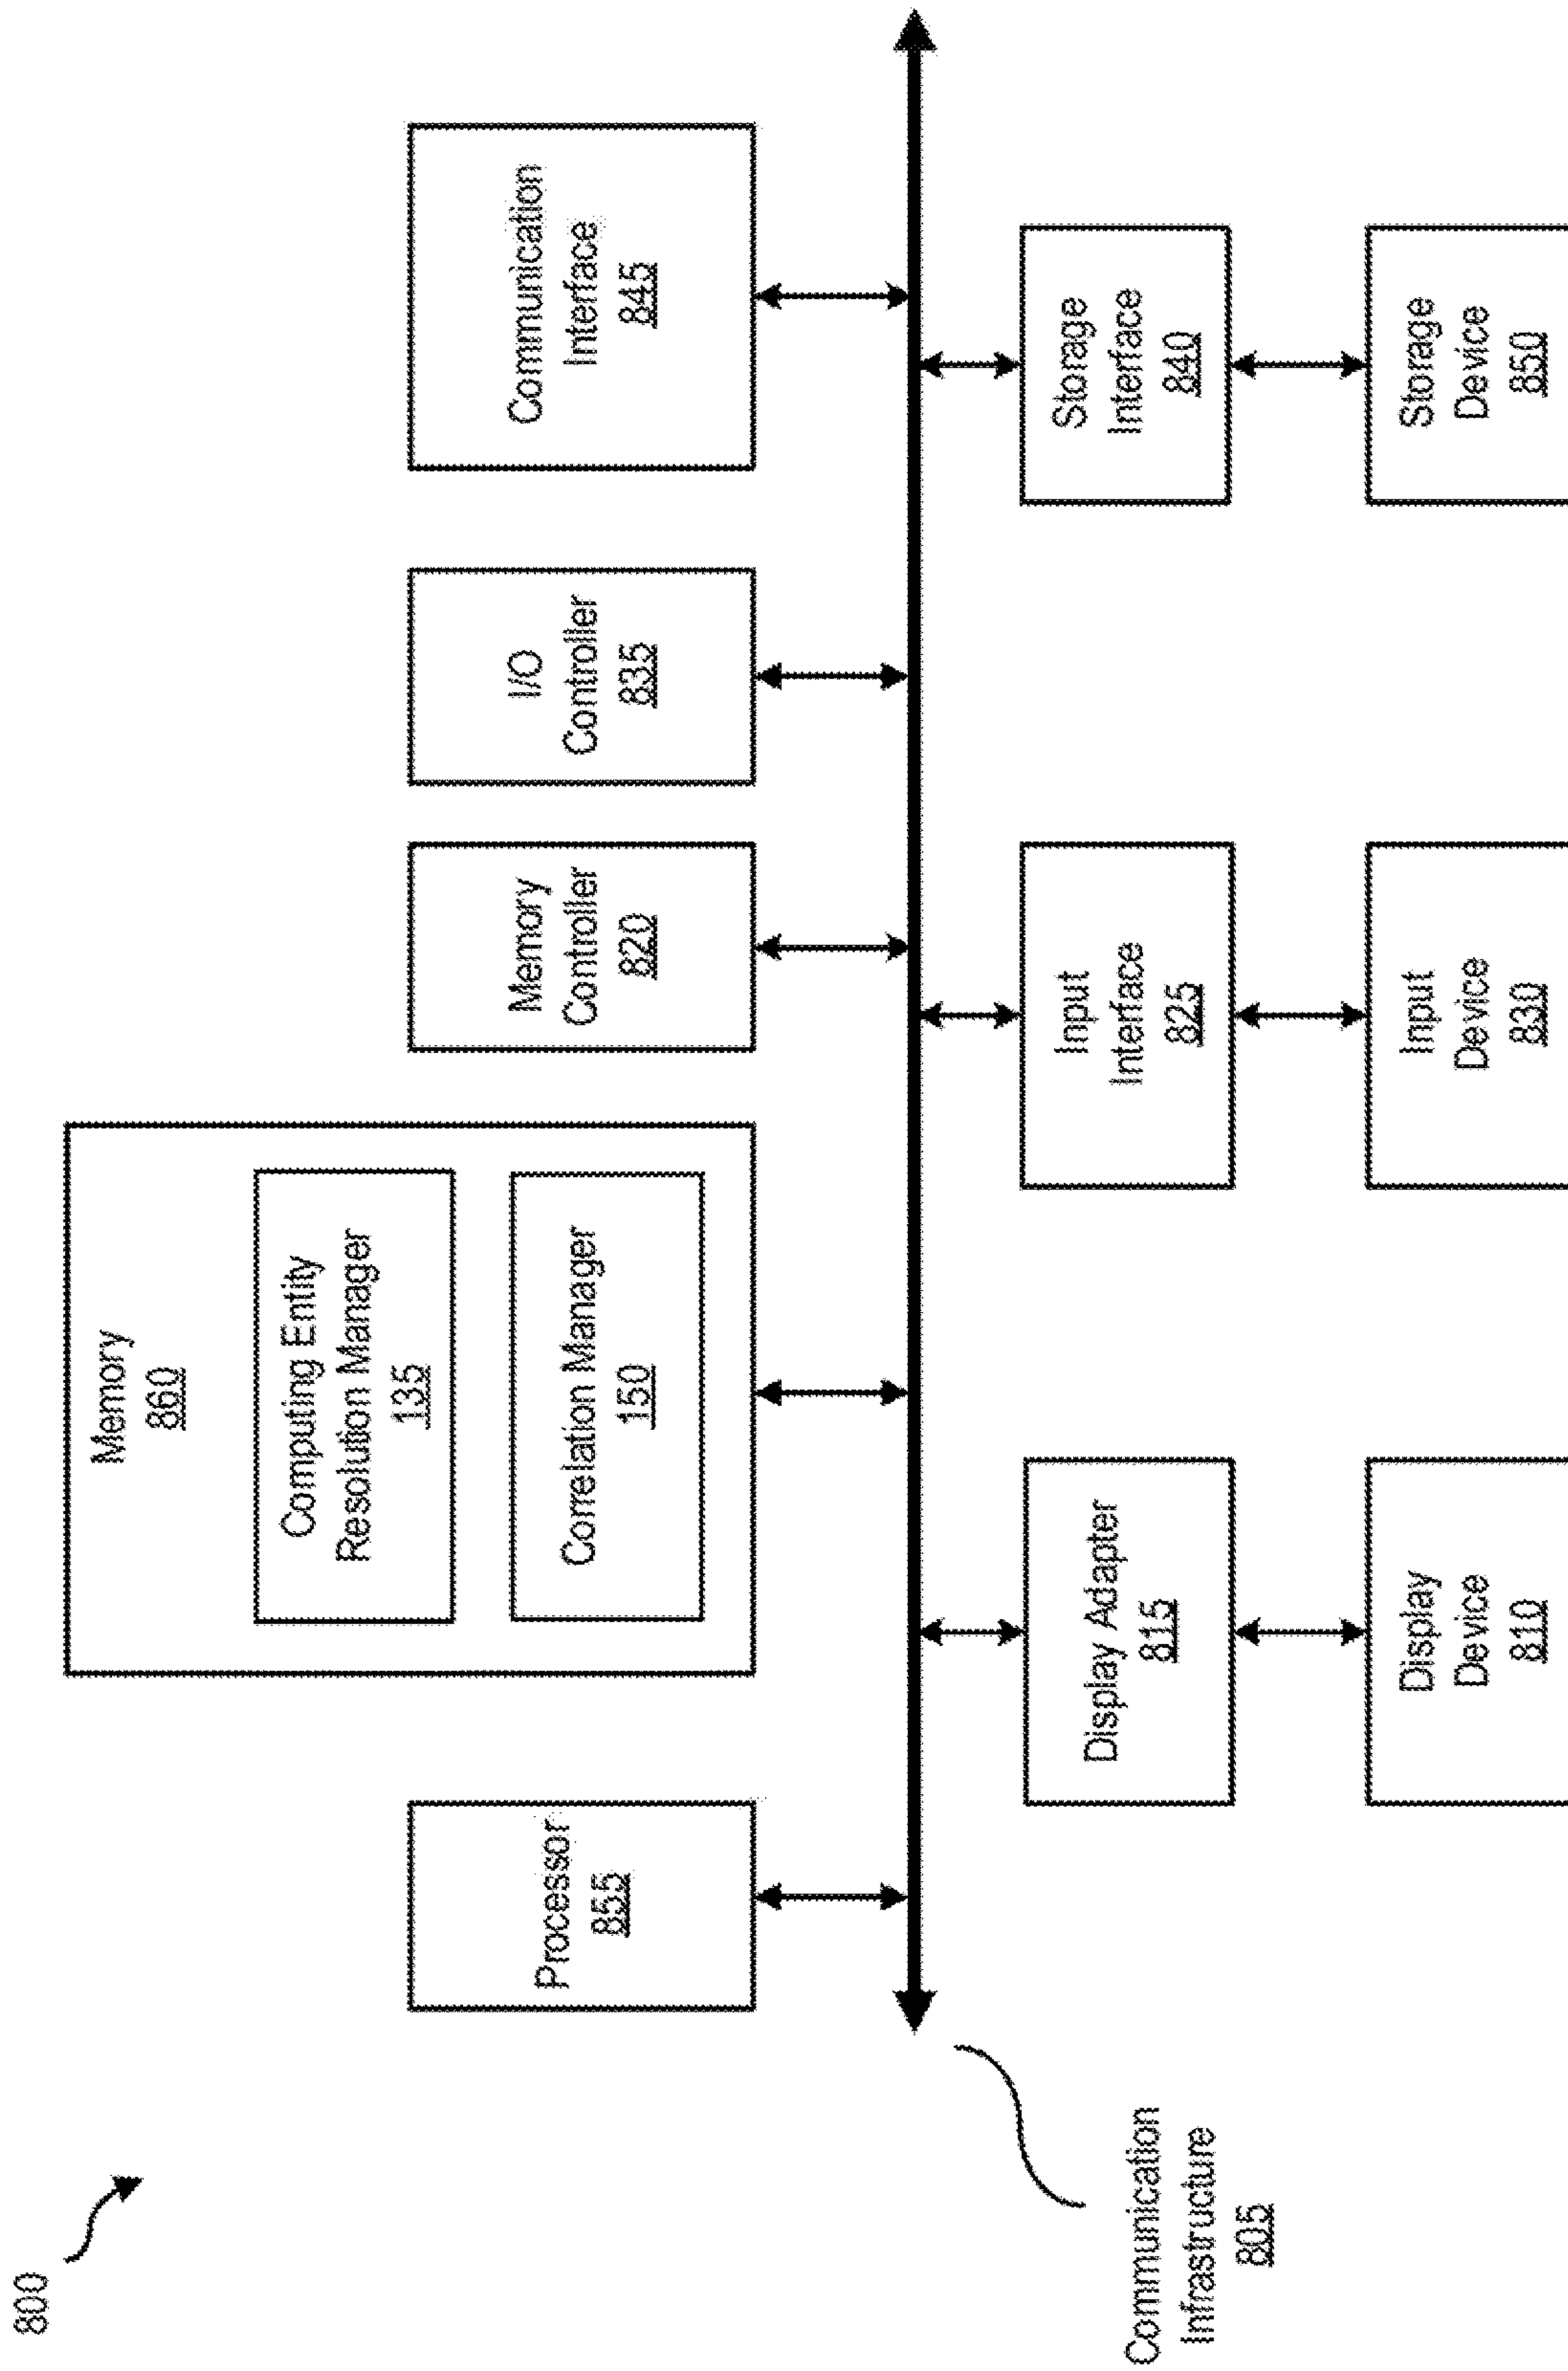 800
Memory
860
Computing Entity
Resolution Manager
135
Correlation Manager
150
Processor
855
Memory
Controller
820
I/O
Controller
835
Communication
Interface
845
Communication
Infrastructure
805
Display Adapter
815
Input
Interface
825
Storage
Interface
840
Display
Device
810
Input
Device
830
Storage
Device
850